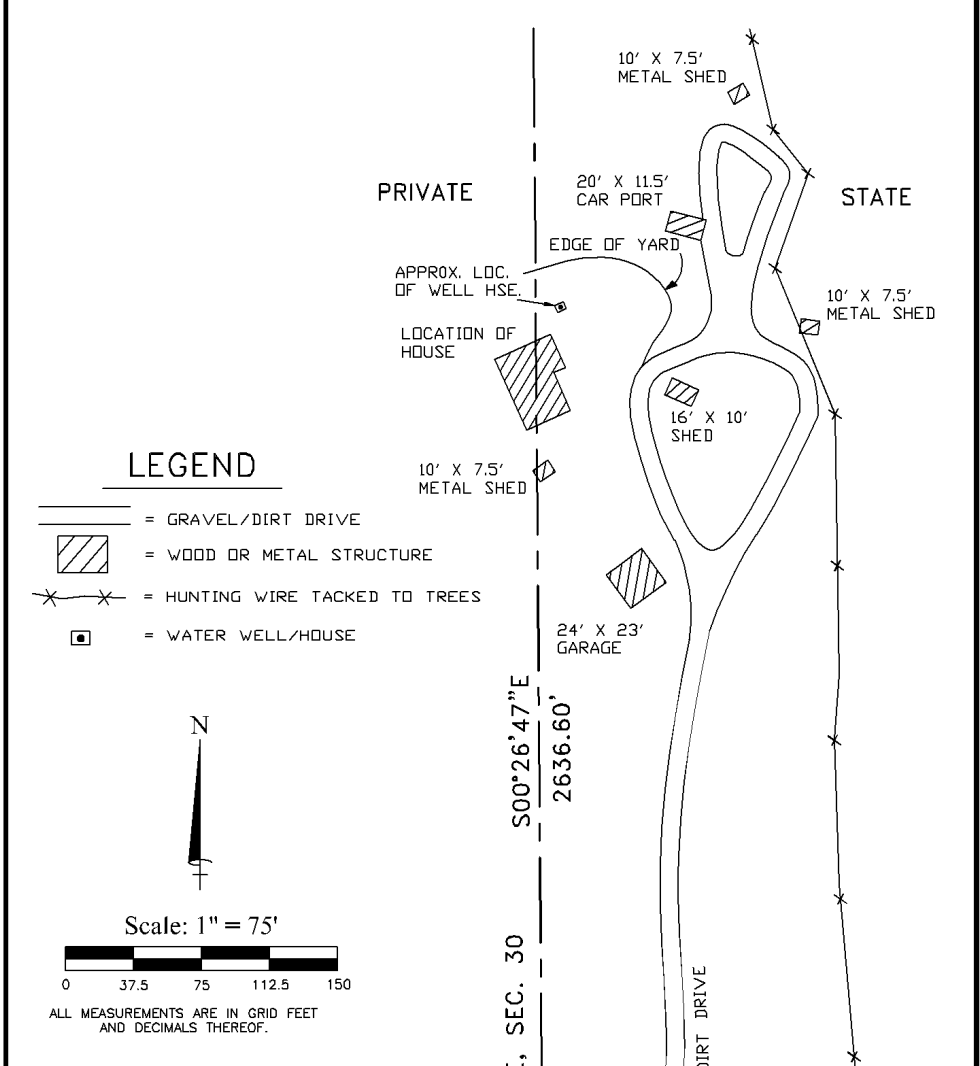 10' X 7.5'
METAL SHED
PRIVATE
20' X 11.5'
CAR PORT
STATE
EDGE OF YARD
APPROX. LOC.
OF WELL HSE.
10' X 7.5'
METAL SHED
LOCATION OF
HOUSE
16' X 10'
SHED
LEGEND
10' X 7.5'
METAL SHED
= GRAVEL/DIRT DRIVE
= WOOD OR METAL STRUCTURE
= HUNTING WIRE TACKED TO TREES
= WATER WELL/HOUSE
24' X 23'
GARAGE
S00°26'47"E
2636.60'
N
Scale: 1" = 75'
0 37.5 75 112.5 150
ALL MEASUREMENTS ARE IN GRID FEET
AND DECIMALS THEREOF.
SEC. 30
DIRT DRIVE